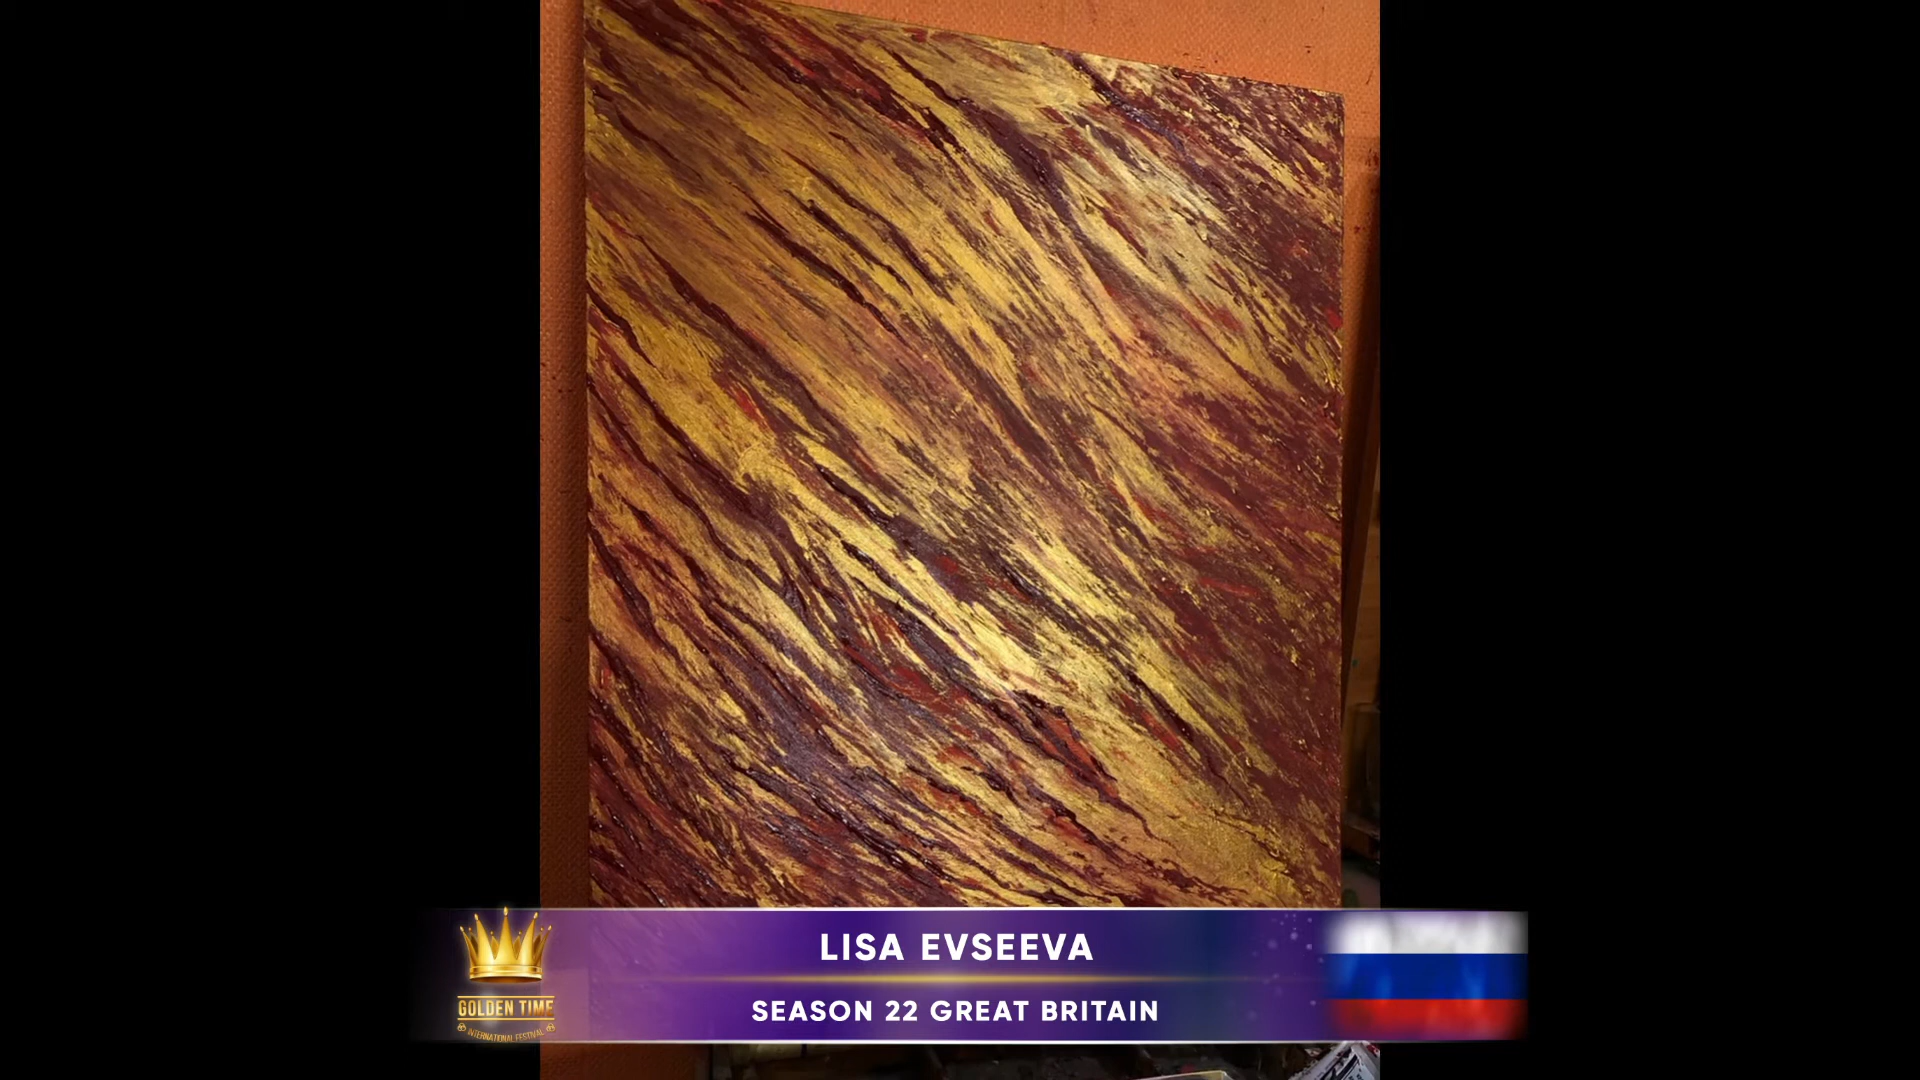 LISA EVSEEVA
GOLDEN TIME
INTERNATIONAL FESTIVAL
SEASON 22 GREAT BRITAIN